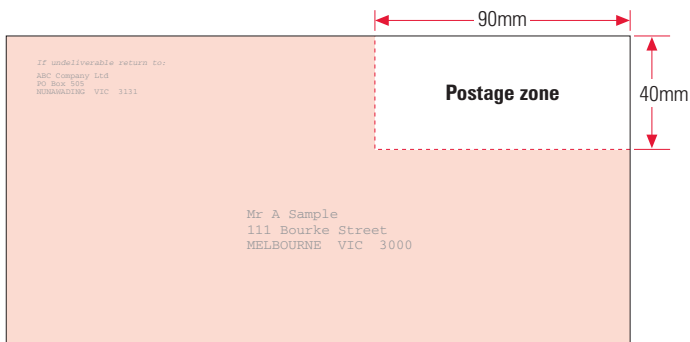 90mm
If undeliverable return to:
ABC Company Ltd
PO Box 505
NUNAWADING VIC 3131
Postage zone
40mm
Mr A Sample
111 Bourke Street
MELBOURNE VIC 3000